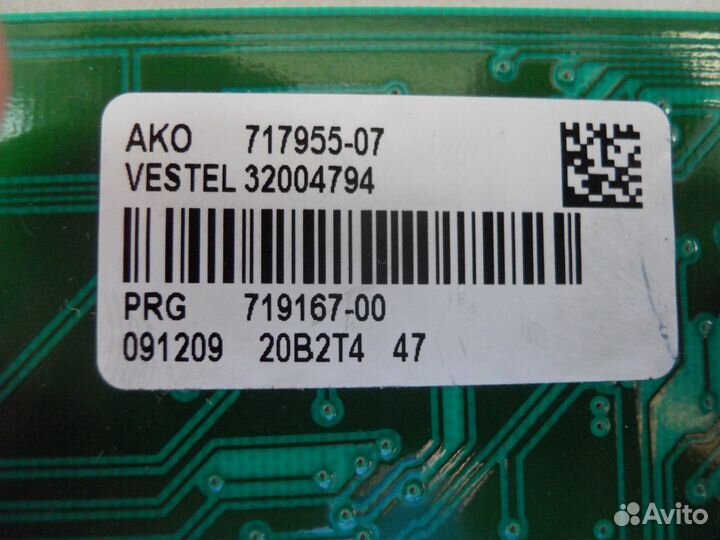 AKO 717955-07
VESTEL 32004794
PRG 719167-00
091209 20B2T4 47
Avito